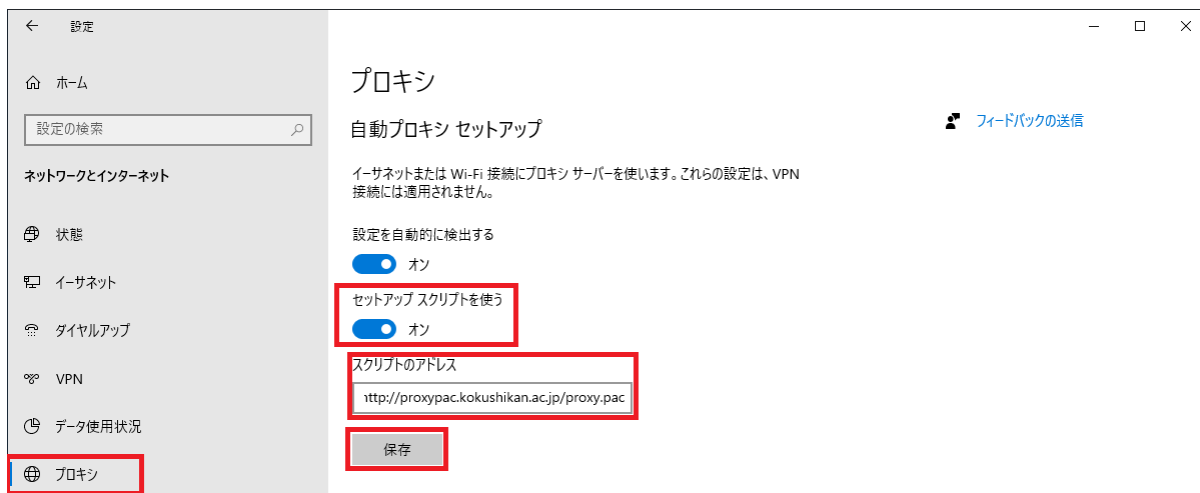 設定
ホーム
設定の検索
ネットワークとインターネット
状態
イーサネット
ダイヤルアップ
VPN
データ使用状況
プロキシ
プロキシ
自動プロキシ セットアップ
イーサネットまたは Wi-Fi 接続にプロキシ サーバーを使います。これらの設定は、VPN
接続には適用されません。
設定を自動的に検出する
オン
セットアップ スクリプトを使う
オン
スクリプトのアドレス
http://proxypac.kokushikan.ac.jp/proxy.pac
保存
フィードバックの送信